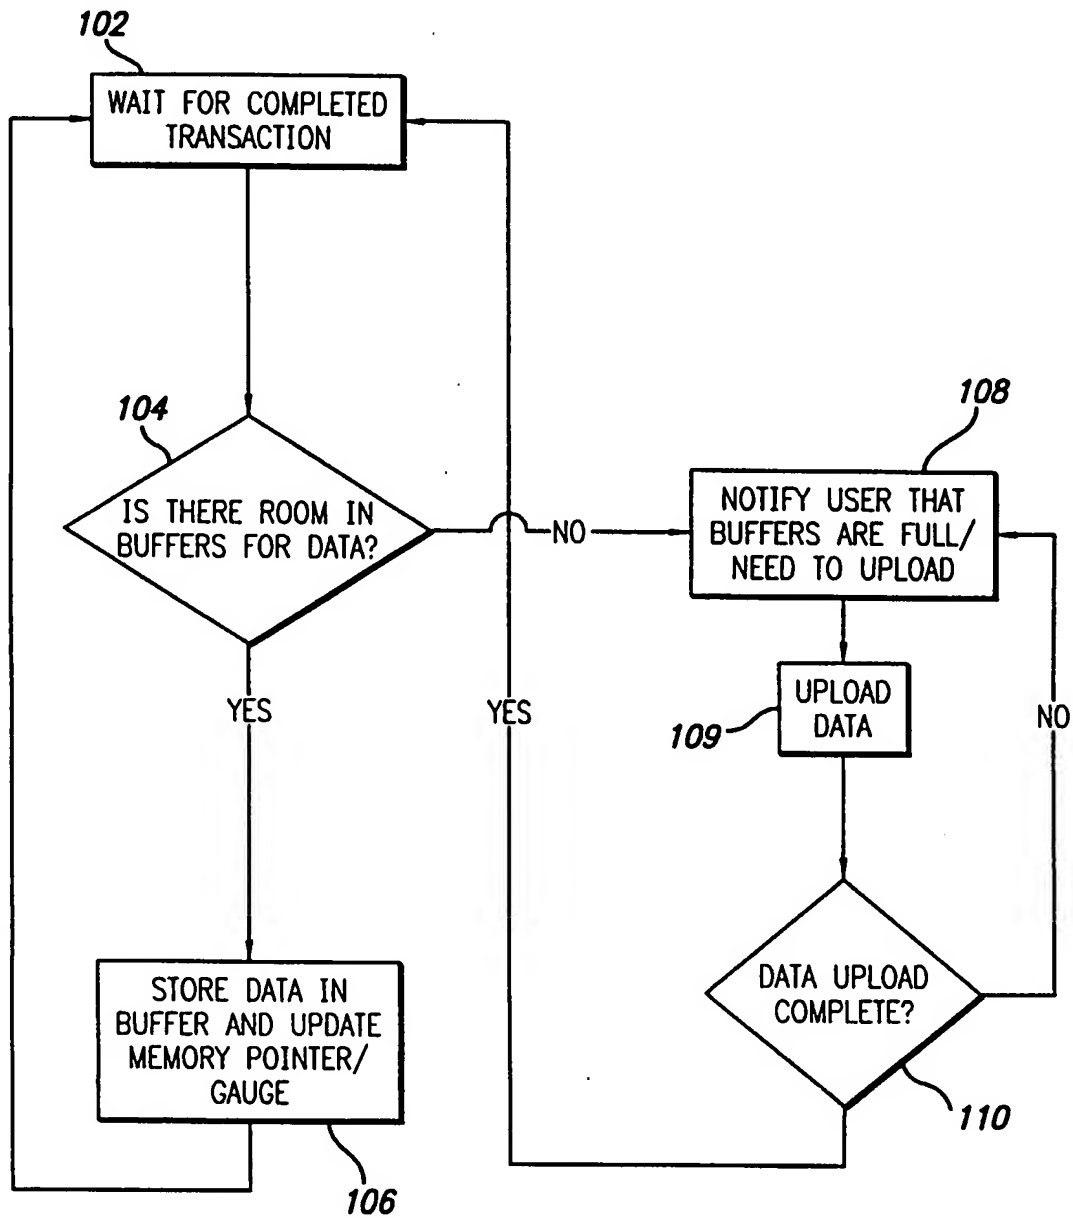 102
WAIT FOR COMPLETED
TRANSACTION
104
IS THERE ROOM IN
BUFFERS FOR DATA?
NO
108
NOTIFY USER THAT
BUFFERS ARE FULL/
NEED TO UPLOAD
YES
YES
109
UPLOAD
DATA
NO
STORE DATA IN
BUFFER AND UPDATE
MEMORY POINTER/
GAUGE
106
DATA UPLOAD
COMPLETE?
110